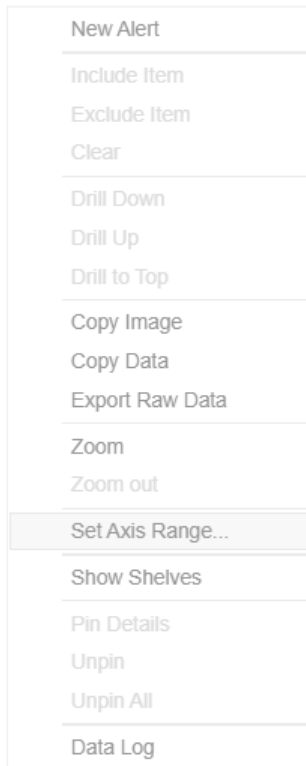 New Alert
Include Item
Exclude Item
Clear
Drill Down
Drill Up
Drill to Top
Copy Image
Copy Data
Export Raw Data
Zoom
Zoom out
Set Axis Range...
Show Shelves
Pin Details
Unpin
Unpin All
Data Log